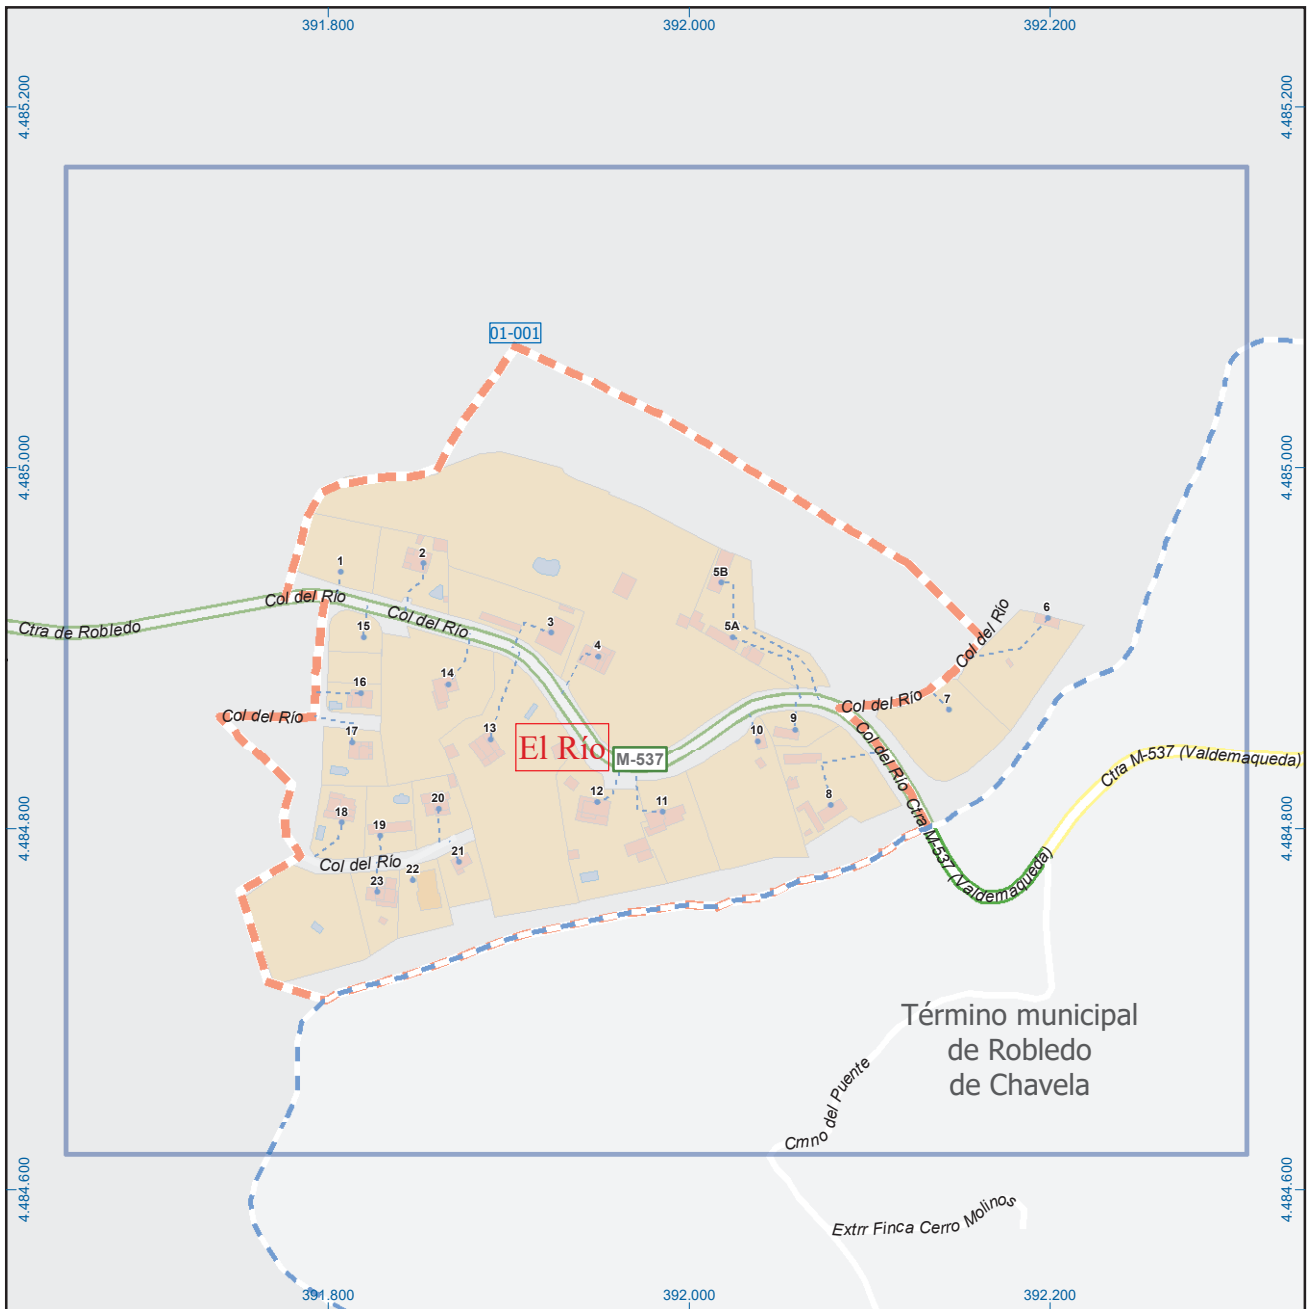 391.800
392.000
392.200
4.485.200
4.485.200
01-001
4.485.000
4.485.000
1
2
5B
Col del Río
Col del Río
Ctra de Robledo
15
3
5A
Col del Río
6
4
14
16
Col del Río
7
Col del Río
17
13
El Río
M-537
10
9
Col del Río
Ctra M-537 (Valdemaqueda)
8
12
11
20
18
19
4.484.800
4.484.800
Ctra M-537 (Valdemaqueda)
21
Col del Río
22
23
Término municipal
de Robledo
de Chavela
Cmno del Puente
4.484.600
4.484.600
Extrr Finca Cerro Molinos
391.800
392.000
392.200